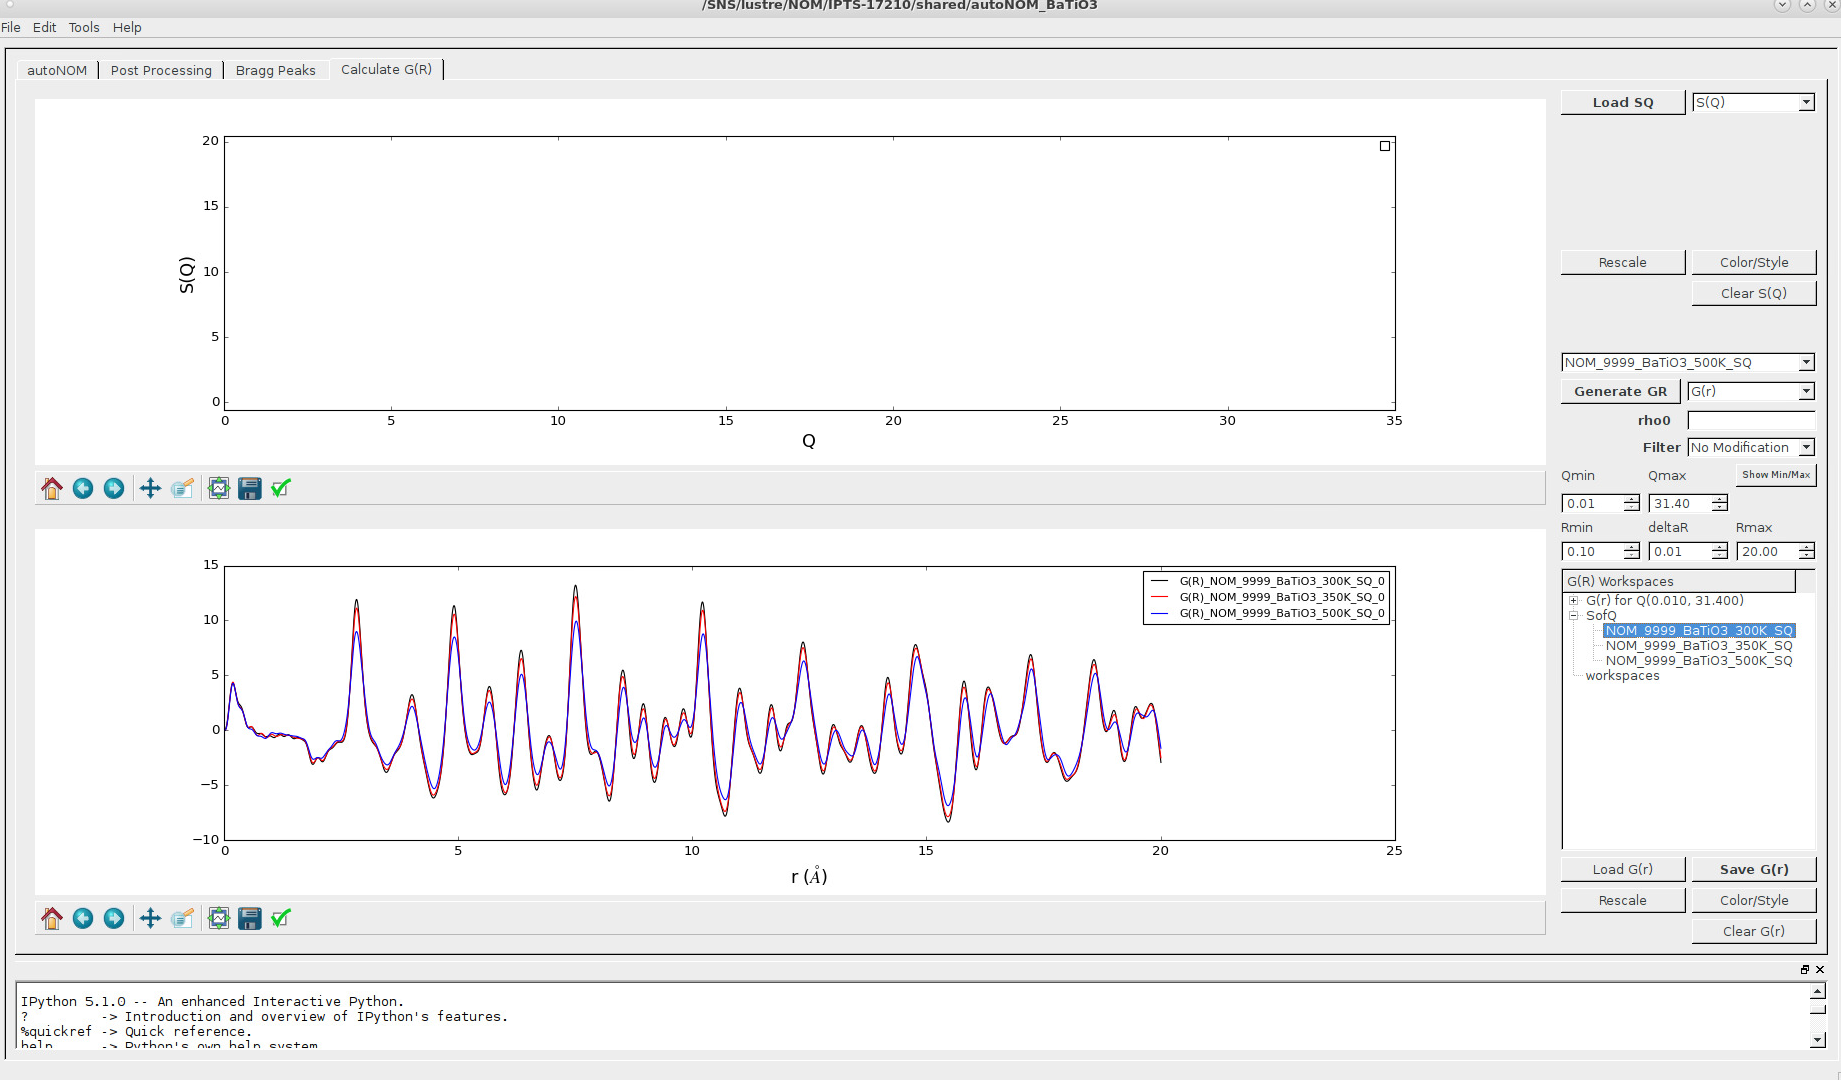 /SNS/lustre/NOM/IPTS-17210/shared/autoNOM_BaTiO3
File Edit Tools Help
autoNOM Post Processing Bragg Peaks Calculate G(R)
Load SQ S(Q)
20
15
10
5
0
S(Q)
0 5 10 15 20 25 30 35
Q
Rescale Color/Style
Clear S(Q)
NOM_9999_BaTiO3_500K_SQ
Generate GR G(r)
rho0
Filter No Modification
Qmin Qmax Show Min/Max
0.01 31.40
Rmin deltaR Rmax
0.10 0.01 20.00
15
10
5
0
−5
−10
G(R)_NOM_9999_BaTiO3_300K_SQ_0
G(R)_NOM_9999_BaTiO3_350K_SQ_0
G(R)_NOM_9999_BaTiO3_500K_SQ_0
0 5 10 15 20 25
r (Å)
G(R) Workspaces
G(r) for Q(0.010, 31.400)
SofQ
NOM_9999_BaTiO3_300K_SQ
NOM_9999_BaTiO3_350K_SQ
NOM_9999_BaTiO3_500K_SQ
workspaces
Load G(r) Save G(r)
Rescale Color/Style
Clear G(r)
IPython 5.1.0 -- An enhanced Interactive Python.
? -> Introduction and overview of IPython's features.
%quickref -> Quick reference.
help -> Python's own help system